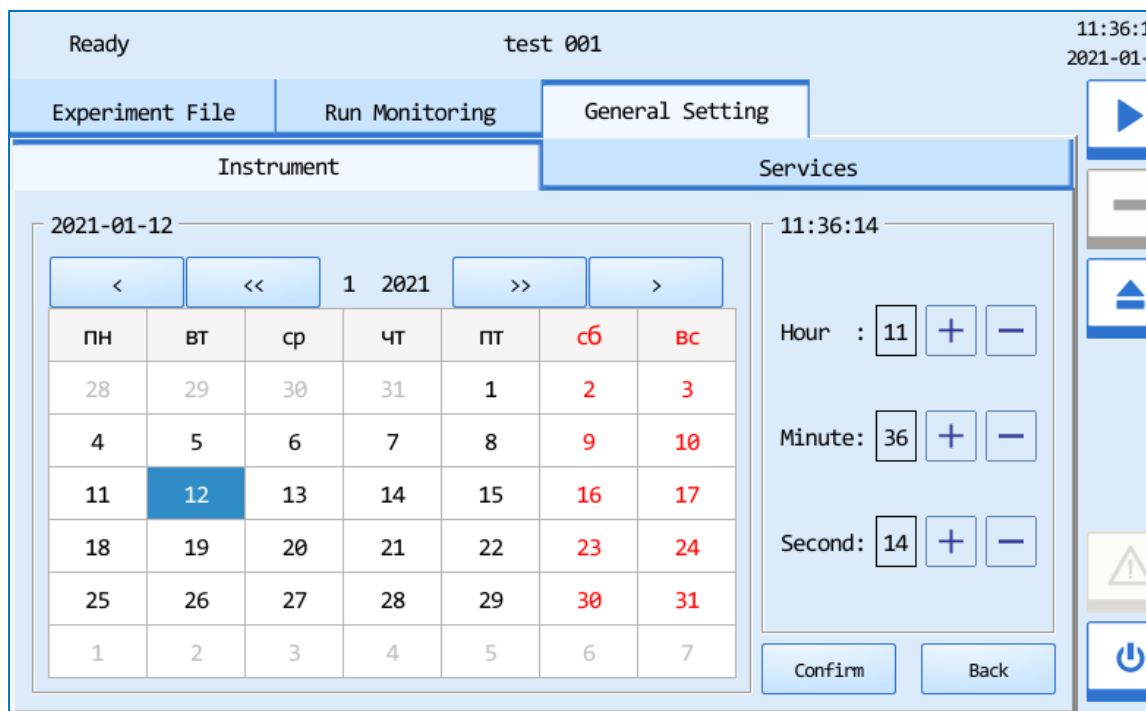 Ready test 001 11:36:1
2021-01-
Experiment File Run Monitoring General Setting
Instrument Services
2021-01-12 11:36:14
< << 1 2021 >> >
пн вт ср чт пт сб вс
28 29 30 31 1 2 3
Hour : 11 + −
4 5 6 7 8 9 10
Minute: 36 + −
11 12 13 14 15 16 17
18 19 20 21 22 23 24
Second: 14 + −
25 26 27 28 29 30 31
1 2 3 4 5 6 7
Confirm Back